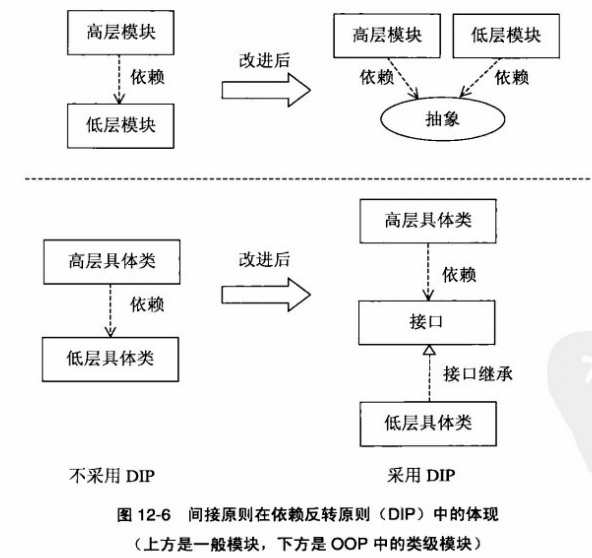 高层模块
依赖
低层模块
改进后
高层模块
低层模块
依赖
依赖
抽象
高层具体类
依赖
低层具体类
改进后
高层具体类
依赖
接口
接口继承
低层具体类
不采用 DIP
采用 DIP
图 12-6 间接原则在依赖反转原则（DIP）中的体现
（上方是一般模块，下方是 OOP 中的类级模块）